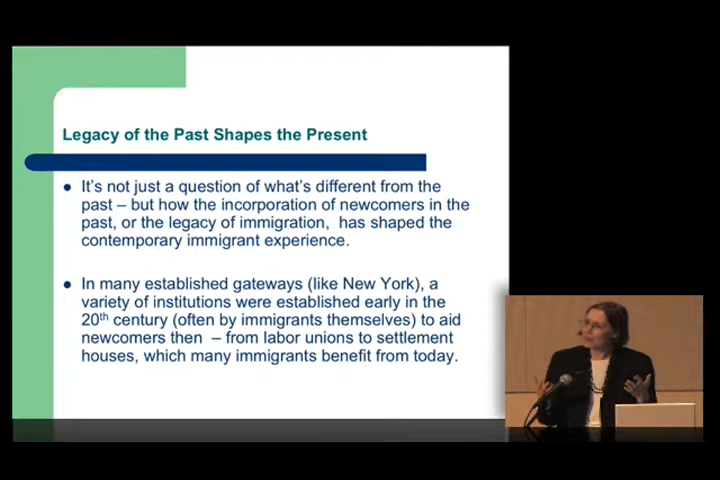 Legacy of the Past Shapes the Present
It's not just a question of what's different from the
past – but how the incorporation of newcomers in the
past, or the legacy of immigration,  has shaped the
contemporary immigrant experience.
In many established gateways (like New York), a
variety of institutions were established early in the
20th century (often by immigrants themselves) to aid
newcomers then  – from labor unions to settlement
houses, which many immigrants benefit from today.